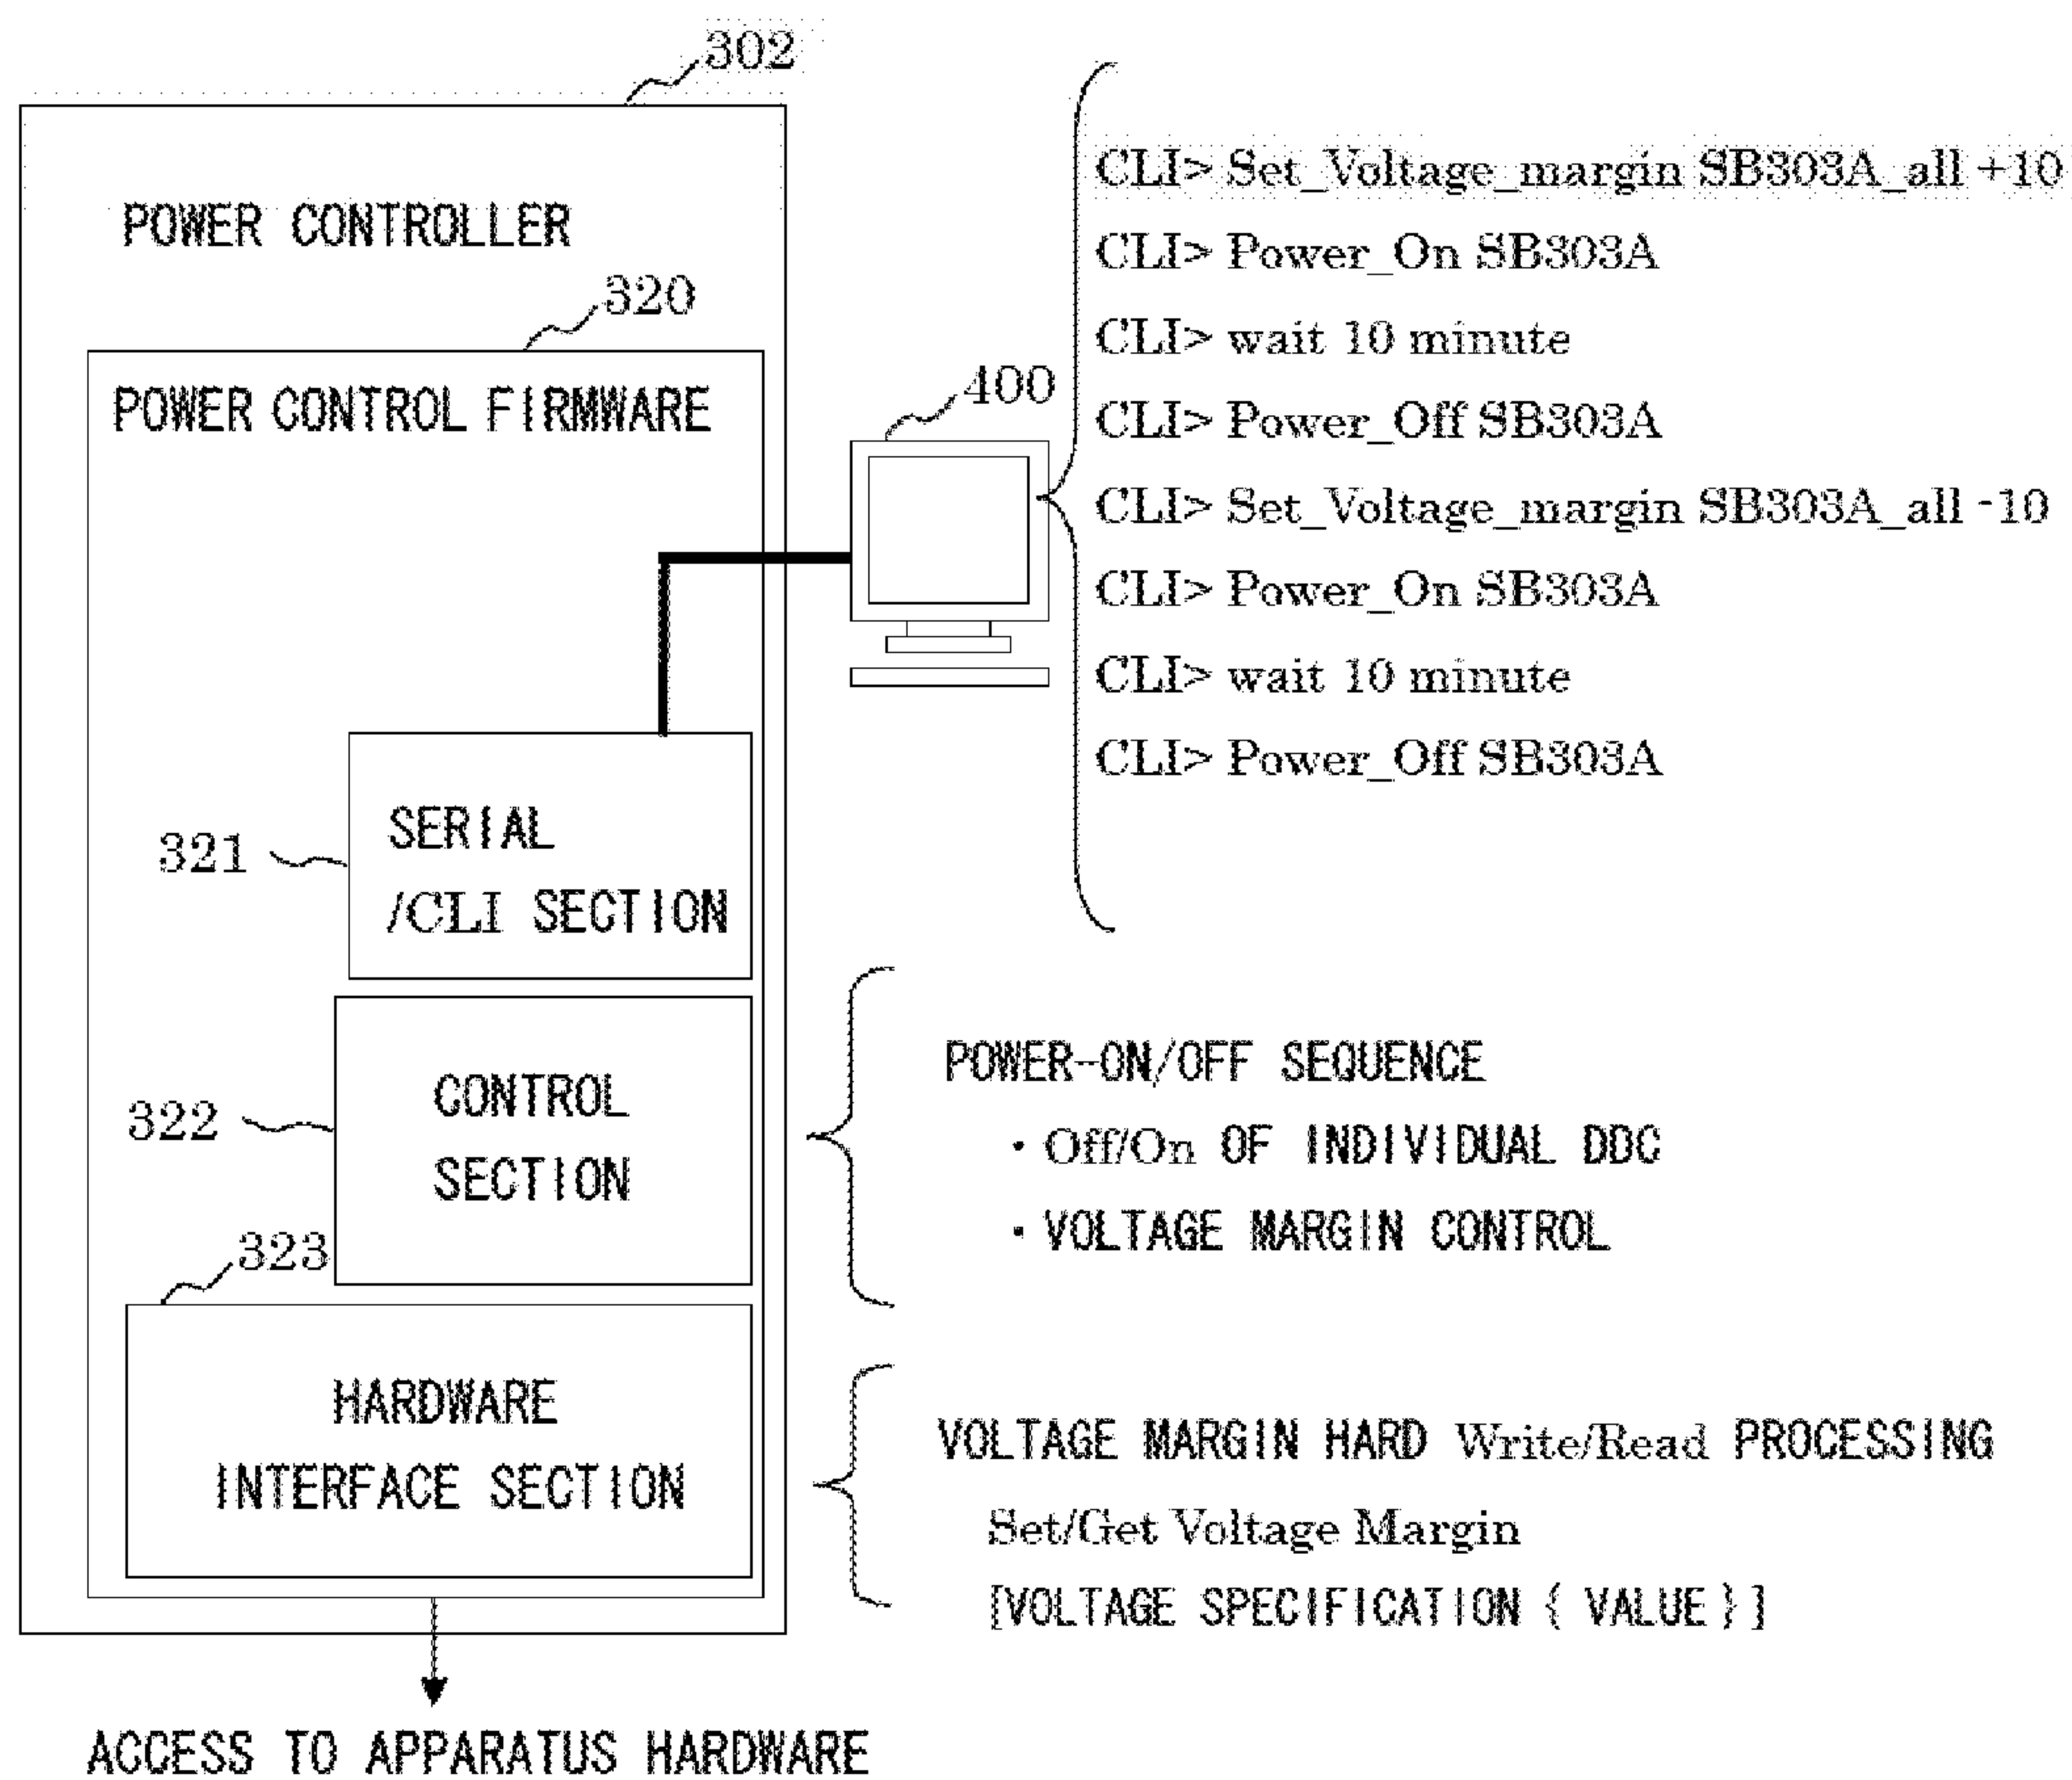 302
POWER CONTROLLER
320
POWER CONTROL FIRMWARE
400
CLI> Set_Voltage_margin SB303A_all +10
CLI> Power_On SB303A
CLI> wait 10 minute
CLI> Power_Off SB303A
CLI> Set_Voltage_margin SB303A_all -10
CLI> Power_On SB303A
CLI> wait 10 minute
CLI> Power_Off SB303A
321
SERIAL
/CLI SECTION
322
CONTROL
SECTION
POWER-ON/OFF SEQUENCE
・Off/On OF INDIVIDUAL DDC
・VOLTAGE MARGIN CONTROL
323
HARDWARE
INTERFACE SECTION
VOLTAGE MARGIN HARD Write/Read PROCESSING
Set/Get Voltage Margin
[VOLTAGE SPECIFICATION { VALUE } ]
ACCESS TO APPARATUS HARDWARE